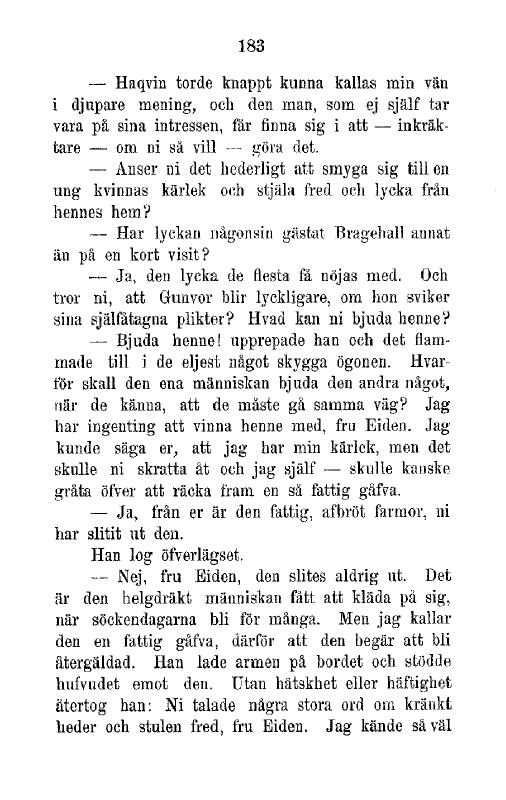 183
— Haqvin torde knappt kunna kallas min vän
i djupare mening, och den man, som ej själf tar
vara på sina intressen, får finna sig i att — inkräk-
tare — om ni så vill — göra det.
— Anser ni det hederligt att smyga sig till en
ung kvinnas kärlek och stjäla fred och lycka från
hennes hem?
— Har lyckan någonsin gästat Bragehall annat
än på en kort visit?
— Ja, den lycka de flesta få nöjas med. Och
tror ni, att Gunvor blir lyckligare, om hon sviker
sina själfåtagna plikter? Hvad kan ni bjuda henne?
— Bjuda henne! upprepade han och det flam-
made till i de eljest något skygga ögonen. Hvar-
för skall den ena människan bjuda den andra något,
när de känna, att de måste gå samma väg? Jag
har ingenting att vinna henne med, fru Eiden. Jag
kunde säga er, att jag har min kärlek, men det
skulle ni skratta åt och jag själf — skulle kanske
gråta öfver att räcka fram en så fattig gåfva.
— Ja, från er är den fattig, afbröt farmor, ni
har slitit ut den.
Han log öfverlägset.
— Nej, fru Eiden, den slites aldrig ut. Det
är den helgdräkt människan fått att kläda på sig,
när söckendagarna bli för många. Men jag kallar
den en fattig gåfva, därför att den begär att bli
återgäldad. Han lade armen på bordet och stödde
hufvudet emot den. Utan hätskhet eller häftighet
återtog han: Ni talade några stora ord om kränkt
heder och stulen fred, fru Eiden. Jag kände så väl